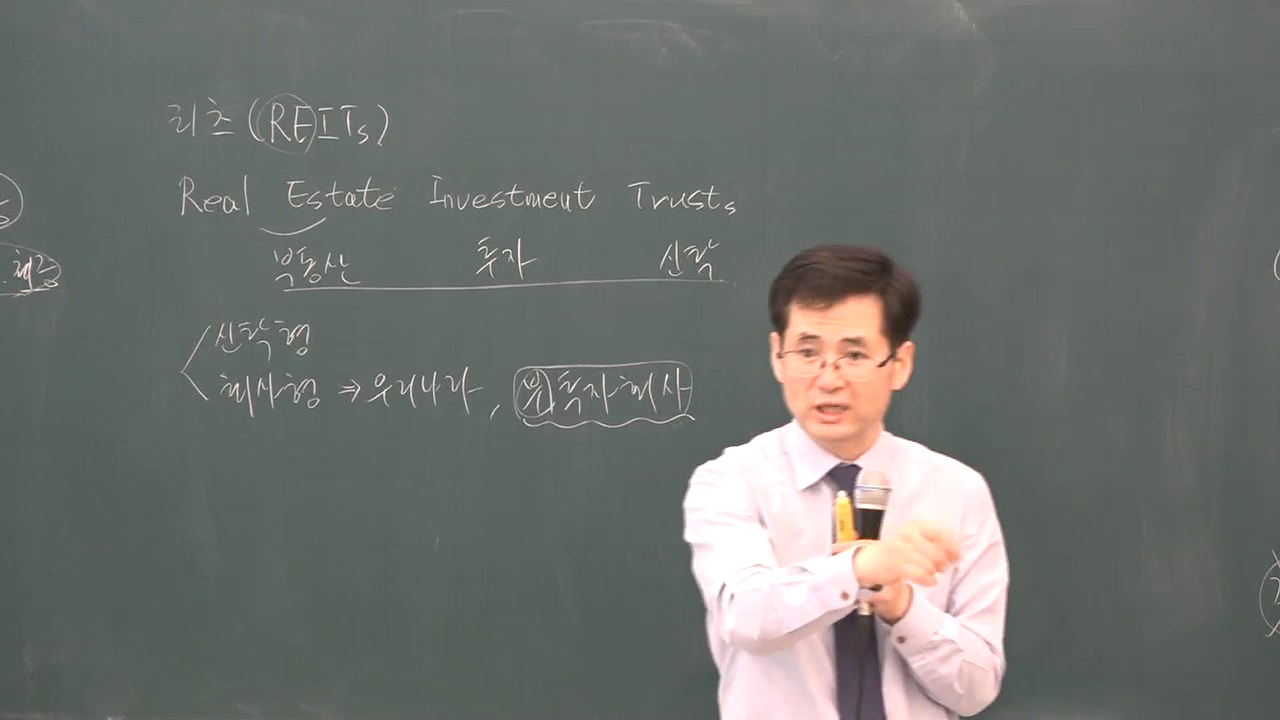 리츠(REITs)
Real Estate Investment Trusts
부동산 투자 신탁
신탁형
회사형 ⇒ 우리나라, 부 투자회사